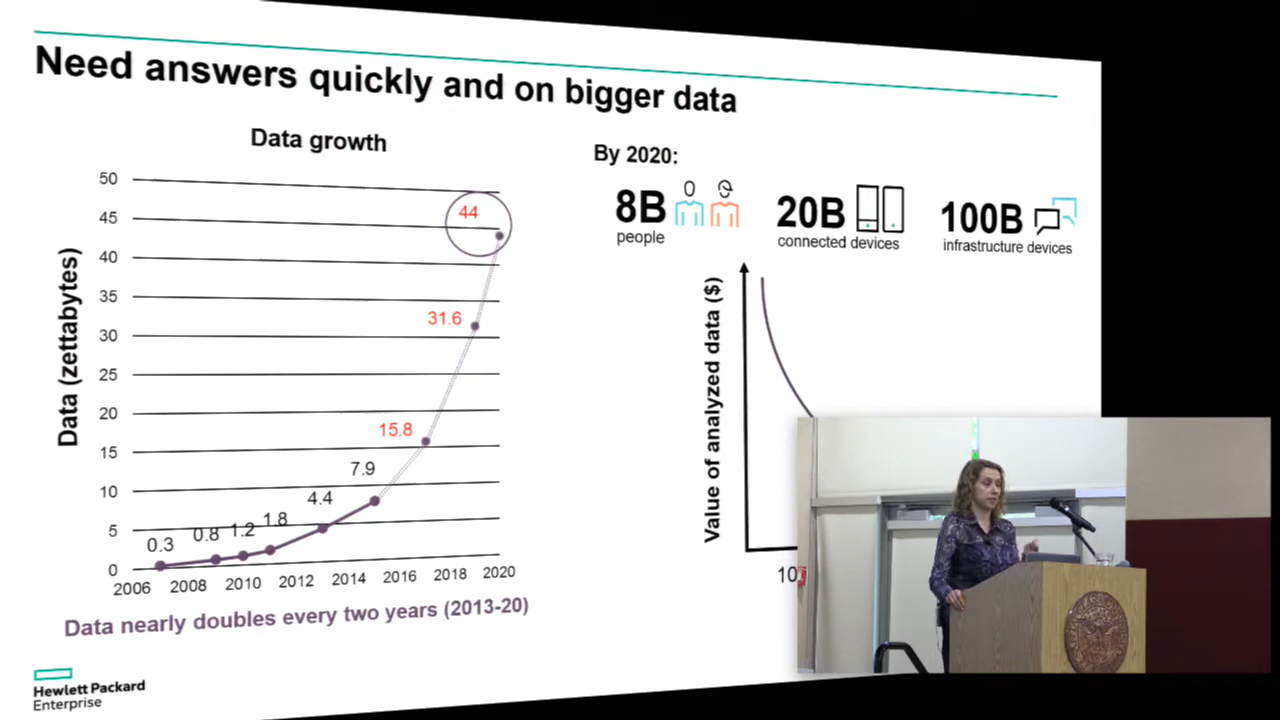 Need answers quickly and on bigger data
Data growth
Data (zettabytes)
50
45
40
35
30
25
20
15
10
5
0
0.3
0.8
1.2
1.8
4.4
7.9
15.8
31.6
44
2006 2008 2010 2012 2014 2016 2018 2020
Data nearly doubles every two years (2013-20)
By 2020:
8B
people
20B
connected devices
100B
infrastructure devices
Value of analyzed data ($)
10
Hewlett Packard
Enterprise